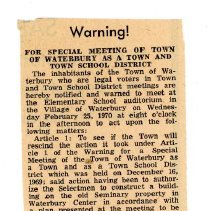 Warning!
FOR SPECIAL MEETING OF TOWN
OF WATERBURY AS A TOWN AND
TOWN SCHOOL DISTRICT
The inhabitants of the Town of Wa-
terbury who are legal voters in Town
and Town School District meetings are
hereby notified and warned to meet at
the Elementary School auditorium in
the Village of Waterbury on Wednes-
day February 25, 1970 at eight o'clock
in the afternoon to act upon the follow-
ing matters:
Article 1: To see if the Town will
rescind the action it took under Arti-
cle 1 of the Warning for a Special
Meeting of the Town of Waterbury as
a Town and as a Town School Dis-
trict which was held on December 16,
1969; said action having been to author-
ize the Selectmen to construct a build-
ing on the old Seminary property in
Waterbury Center in accordance with
a plan presented at the meeting to be